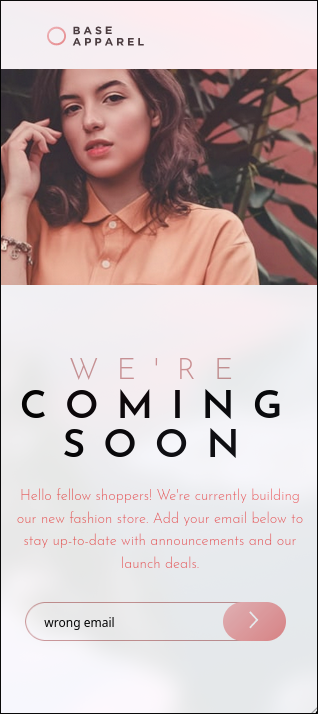 BASE
APPAREL
WE'RE
COMING
SOON
Hello fellow shoppers! We're currently building
our new fashion store. Add your email below to
stay up-to-date with announcements and our
launch deals.
wrong email